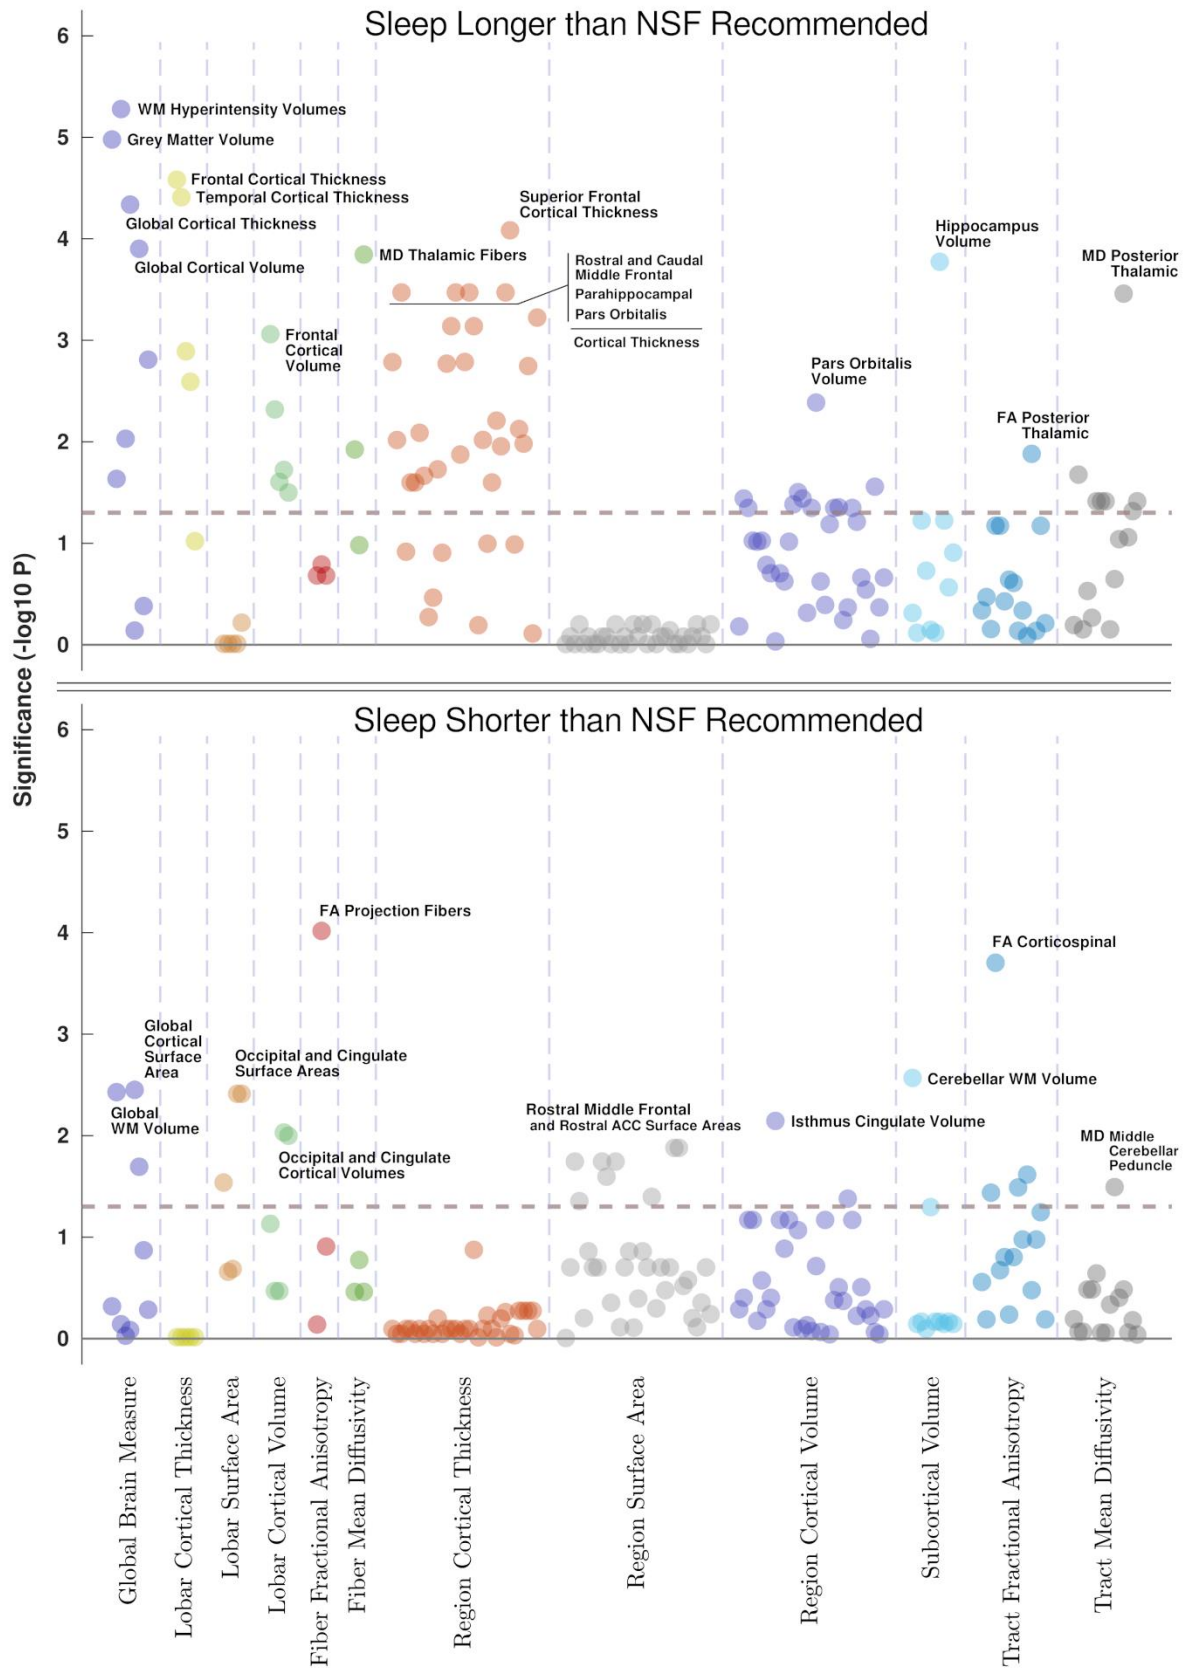 Sleep Longer than NSF Recommended
6
5
4
3
2
1
0
WM Hyperintensity Volumes
Grey Matter Volume
Frontal Cortical Thickness
Temporal Cortical Thickness
Global Cortical Thickness
Global Cortical Volume
MD Thalamic Fibers
Superior Frontal
Cortical Thickness
Rostral and Caudal
Middle Frontal
Parahippocampal
Pars Orbitalis
Cortical Thickness
Frontal
Cortical
Volume
Pars Orbitalis
Volume
Hippocampus
Volume
MD Posterior
Thalamic
FA Posterior
Thalamic
Significance (-log10 P)
Sleep Shorter than NSF Recommended
6
5
4
3
2
1
0
FA Projection Fibers
FA Corticospinal
Global
Cortical
Surface
Area
Global
WM Volume
Occipital and Cingulate
Surface Areas
Occipital and Cingulate
Cortical Volumes
Rostral Middle Frontal
and Rostral ACC Surface Areas
Isthmus Cingulate Volume
Cerebellar WM Volume
MD Middle
Cerebellar
Peduncle
Global Brain Measure
Lobar Cortical Thickness
Lobar Surface Area
Lobar Cortical Volume
Fiber Fractional Anisotropy
Fiber Mean Diffusivity
Region Cortical Thickness
Region Surface Area
Region Cortical Volume
Subcortical Volume
Tract Fractional Anisotropy
Tract Mean Diffusivity